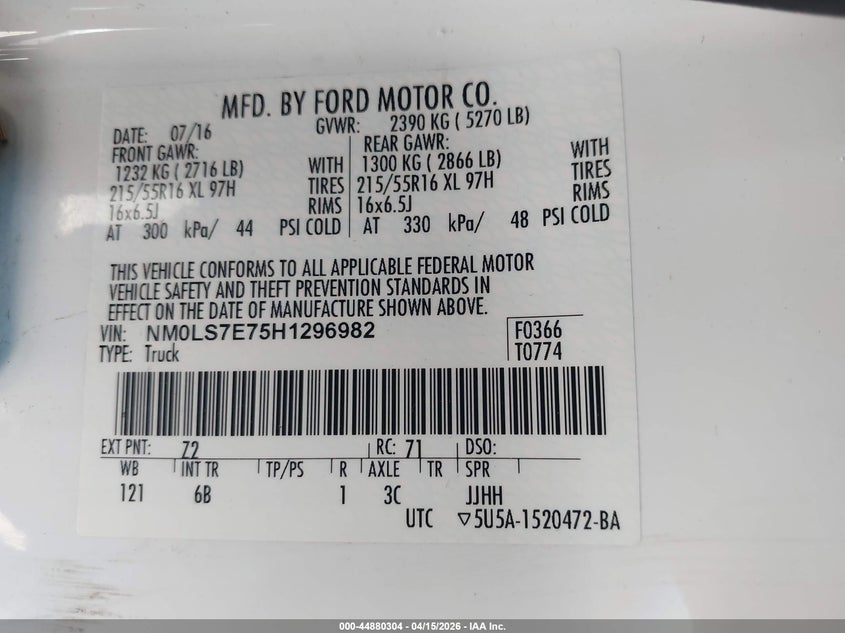 MFD. BY FORD MOTOR CO.
DATE: 07/16 GVWR: 2390 KG ( 5270 LB)
FRONT GAWR: REAR GAWR:
1232 KG ( 2716 LB) WITH 1300 KG ( 2866 LB) WITH
215/55R16 XL 97H TIRES 215/55R16 XL 97H TIRES
16x6.5J RIMS 16x6.5J RIMS
AT 300 kPa/ 44 PSI COLD AT 330 kPa/ 48 PSI COLD
THIS VEHICLE CONFORMS TO ALL APPLICABLE FEDERAL MOTOR
VEHICLE SAFETY AND THEFT PREVENTION STANDARDS IN
EFFECT ON THE DATE OF MANUFACTURE SHOWN ABOVE.
VIN: NM0LS7E75H1296982 F0366
TYPE: Truck T0774
EXT PNT: Z2 RC: 71 DSO:
WB INT TR TP/PS R AXLE TR SPR
121 6B 1 3C JJHH
UTC ▽5U5A-1520472-BA
000-44880304 - 04/15/2026 - IAA Inc.